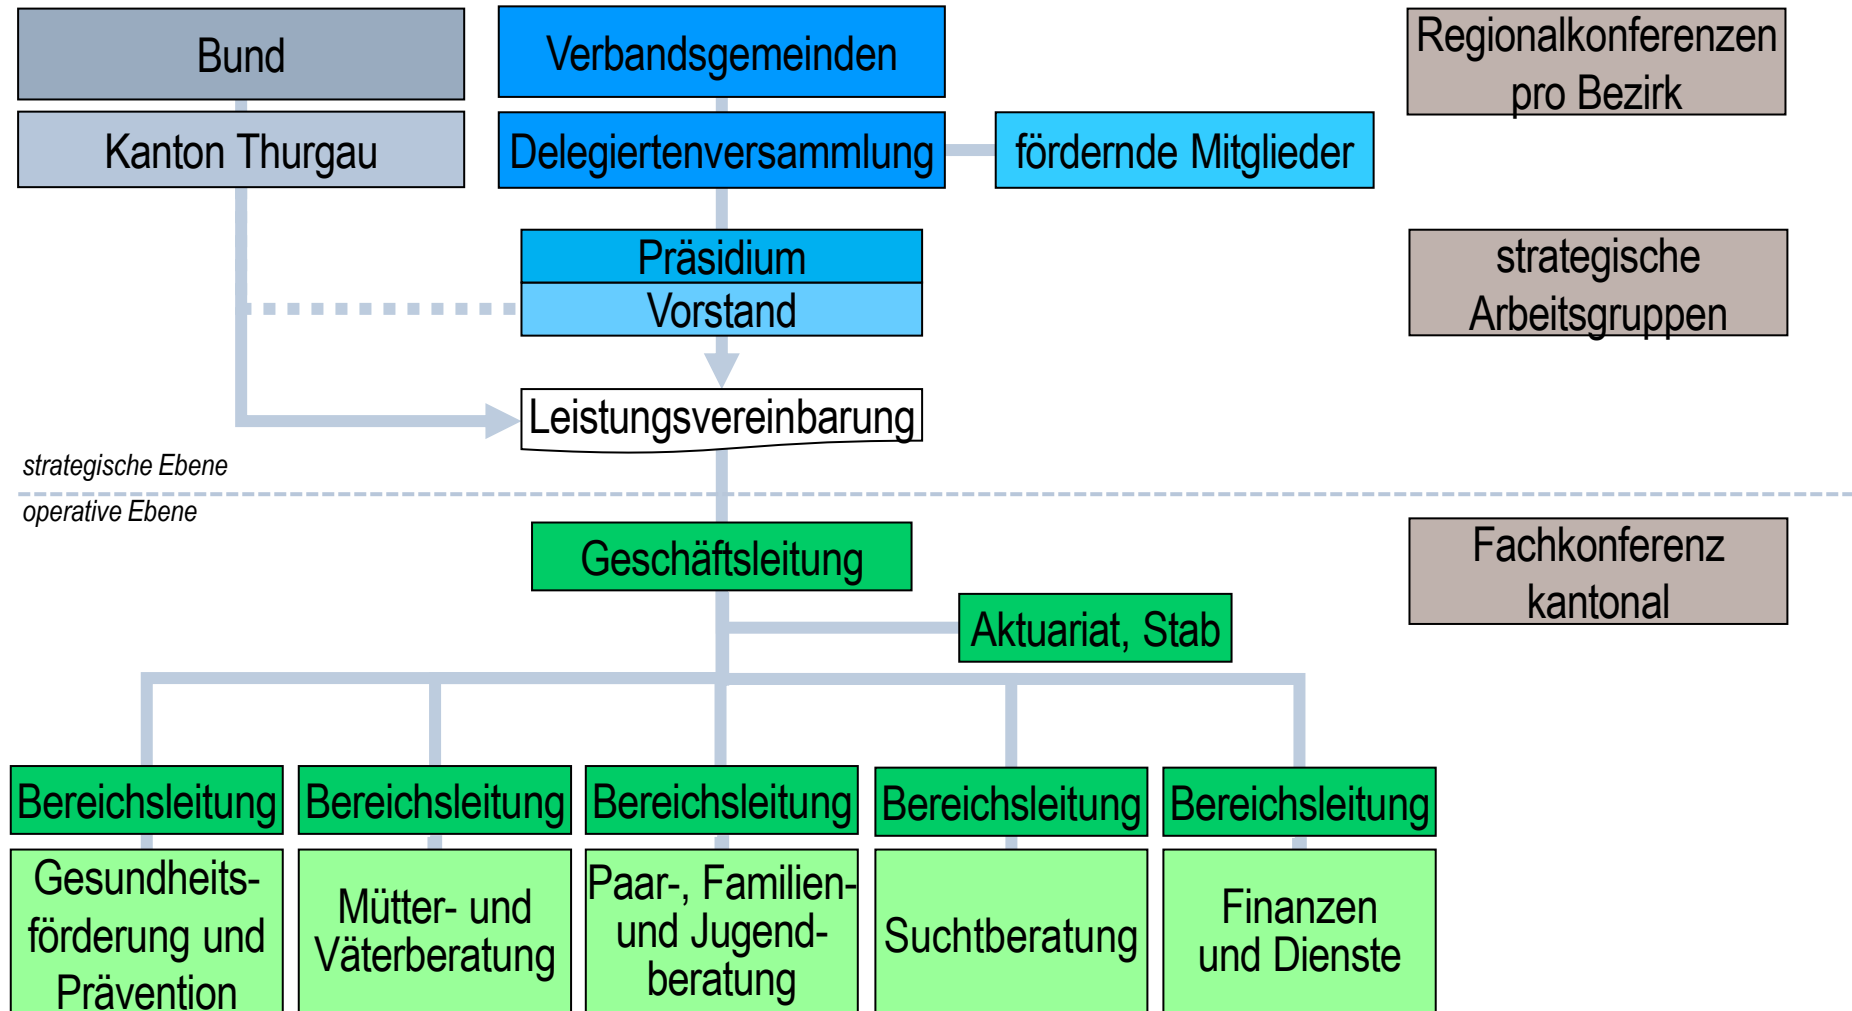 Bund
Verbandsgemeinden
Regionalkonferenzen
pro Bezirk
Kanton Thurgau
Delegiertenversammlung
fördernde Mitglieder
Präsidium
Vorstand
strategische
Arbeitsgruppen
Leistungsvereinbarung
strategische Ebene
operative Ebene
Geschäftsleitung
Fachkonferenz
kantonal
Aktuariat, Stab
Bereichsleitung
Bereichsleitung
Bereichsleitung
Bereichsleitung
Bereichsleitung
Gesundheits-
förderung und
Prävention
Mütter- und
Väterberatung
Paar-, Familien-
und Jugend-
beratung
Suchtberatung
Finanzen
und Dienste